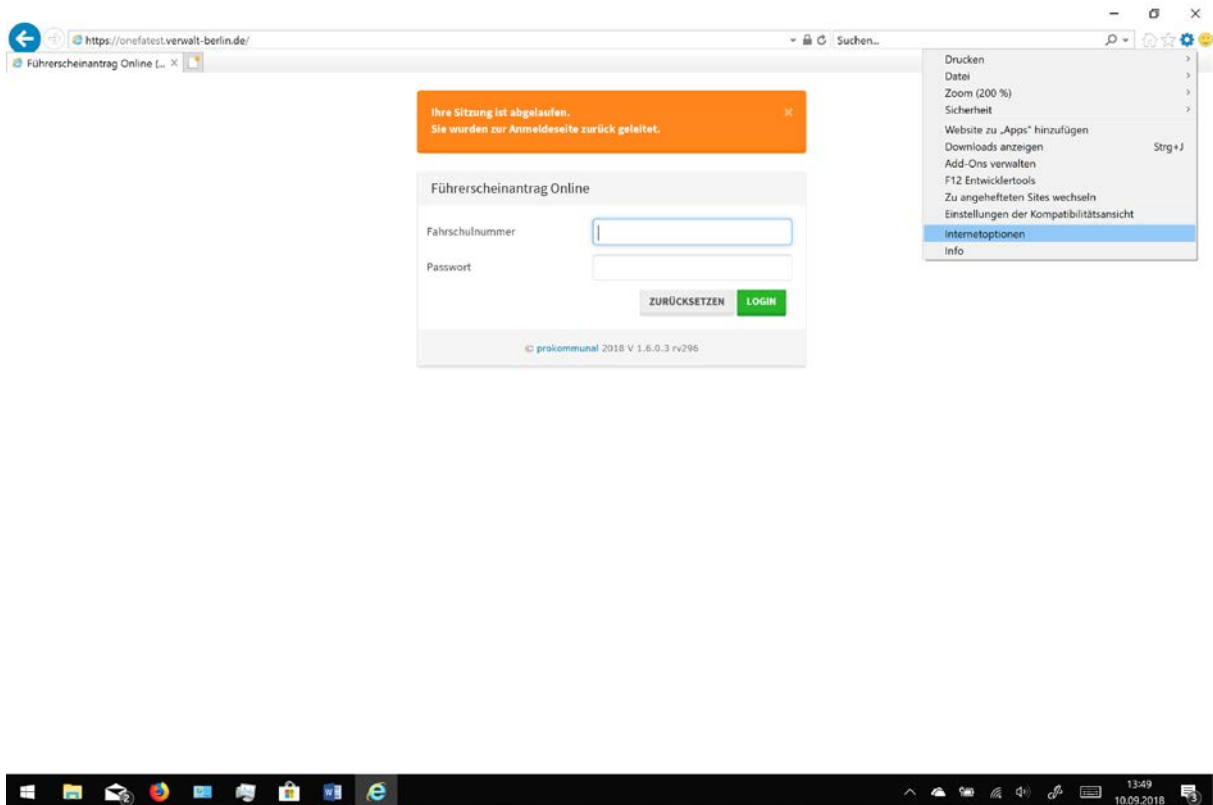 https://onefatest.verwalt-berlin.de/
Suchen...
Führerscheinantrag Online (...
Drucken
Datei
Zoom (200 %)
Sicherheit
Website zu „Apps“ hinzufügen
Downloads anzeigen Strg+J
Add-Ons verwalten
F12 Entwicklertools
Zu angehefteten Sites wechseln
Einstellungen der Kompatibilitätsansicht
Internetoptionen
Info
Ihre Sitzung ist abgelaufen.
Sie wurden zur Anmeldeseite zurück geleitet.
Führerscheinantrag Online
Fahrschulnummer
Passwort
ZURÜCKSETZEN LOGIN
© prokommunal 2018 V 1.6.0.3 rv296
13:49
10.09.2018